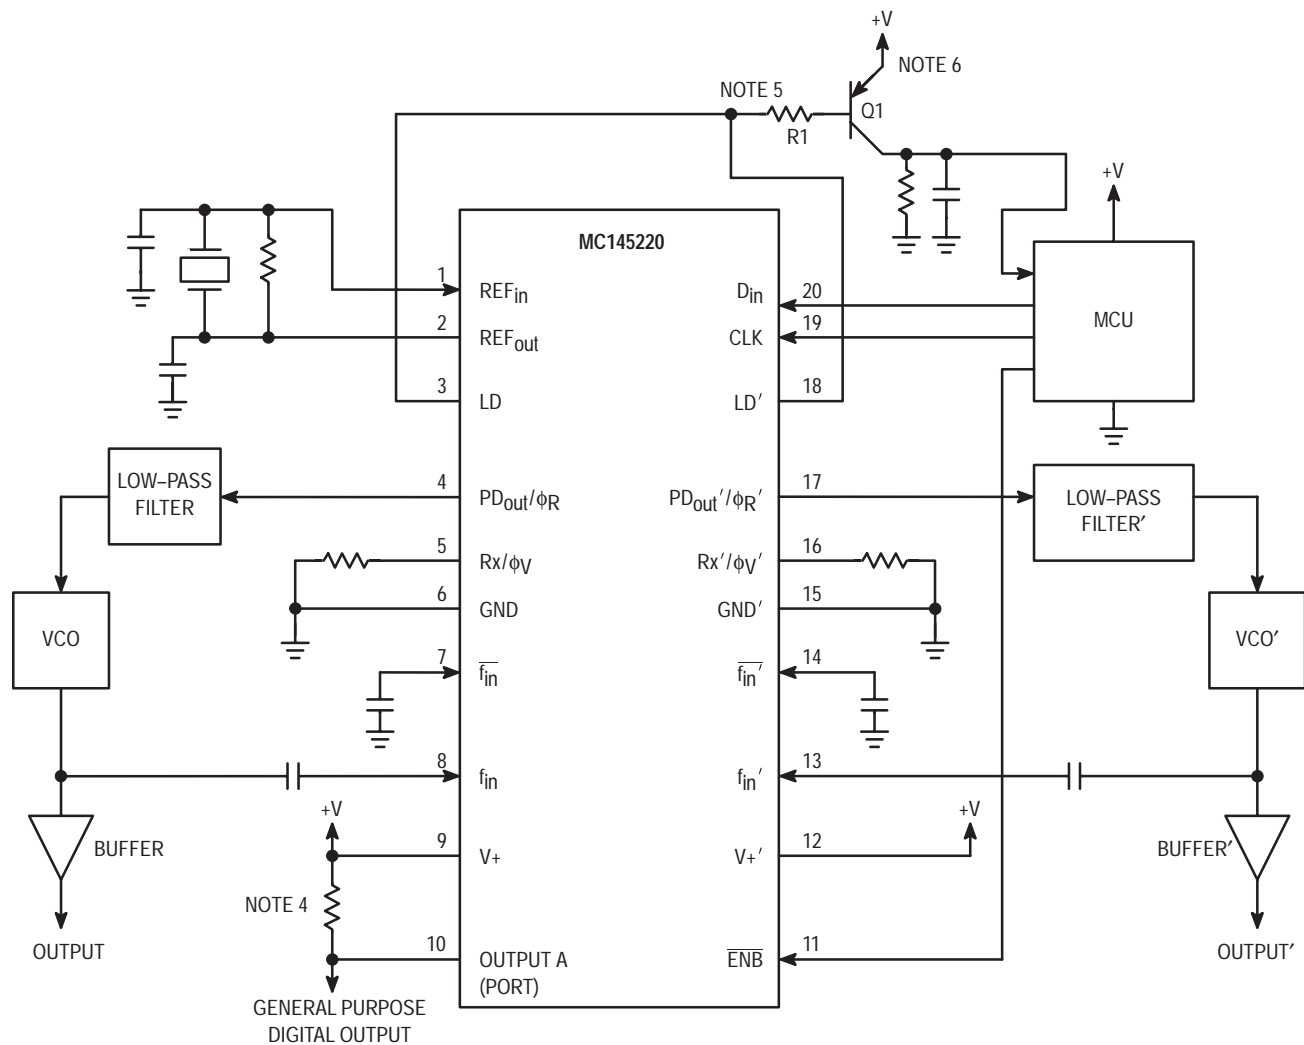 +V
NOTE 6
NOTE 5
Q1
R1
+V
MC145220
1
REFin
Din
20
MCU
2
REFout
CLK
19
3
LD
LD′
18
LOW–PASS
FILTER
4
PDout/ϕR
PDout′/ϕR′
17
LOW–PASS
FILTER′
5
Rx/ϕV
Rx′/ϕV′
16
6
GND
GND′
15
VCO
VCO′
7
fin
fin′
14
8
fin
fin′
13
+V
+V
BUFFER
9
V+
V+′
12
BUFFER′
NOTE 4
OUTPUT
10
OUTPUT A
(PORT)
ENB
11
OUTPUT′
GENERAL PURPOSE
DIGITAL OUTPUT